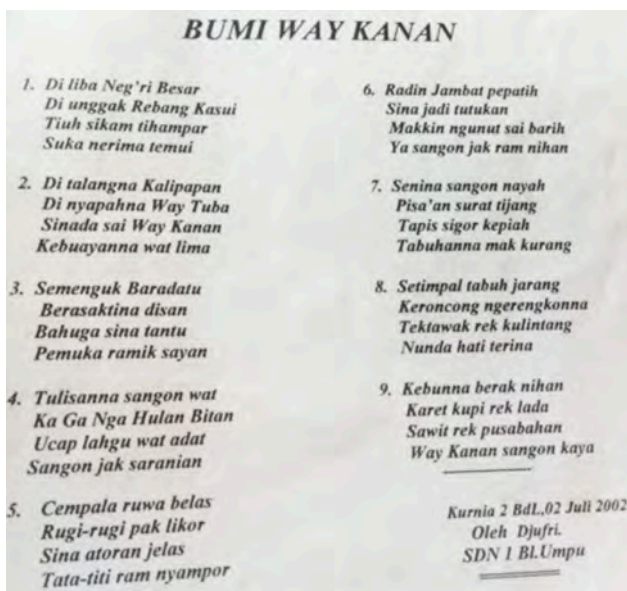 BUMI WAY KANAN
1. Di liba Neg'ri Besar
Di unggak Rebang Kasui
Tiuh sikam tihampar
Suka nerima temui
2. Di talangna Kalipapan
Di nyapahna Way Tuba
Sinada sai Way Kanan
Kebuayanna wat lima
3. Semenguk Baradatu
Berasaktina disan
Bahuga sina tantu
Pemuka ramik sayan
4. Tulisanna sangon wat
Ka Ga Nga Hulan Bitan
Ucap lahgu wat adat
Sangon jak saranian
5. Cempala ruwa belas
Rugi-rugi pak likor
Sina atoran jelas
Tata-titi ram nyampor
6. Radin Jambat pepatih
Sina jadi tutukan
Makkin ngunut sai barih
Ya sangon jak ram nihan
7. Senina sangon nayah
Pisa'an surat tijang
Tapis sigor kepiah
Tabuhanna mak kurang
8. Setimpal tabuh jarang
Keroncong ngerengkonna
Tektawak rek kulintang
Nunda hati terina
9. Kebunna berak nihan
Karet kupi rek lada
Sawit rek pusabahan
Way Kanan sangon kaya
Kurnia 2 BdL,02 Juli 2002
Oleh Djufri.
SDN 1 Bl.Umpu